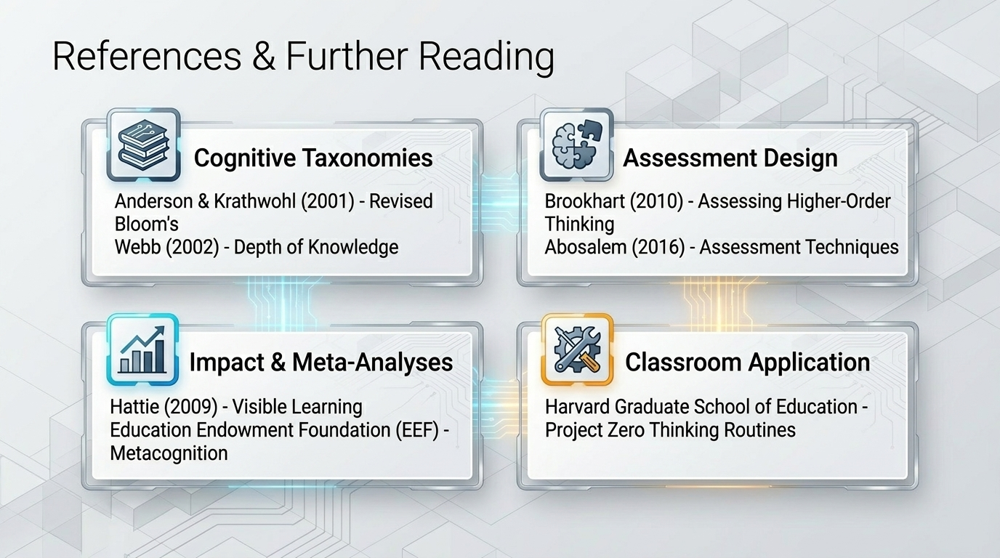 References & Further Reading
Cognitive Taxonomies
Anderson & Krathwohl (2001) - Revised
Bloom's
Webb (2002) - Depth of Knowledge
Assessment Design
Brookhart (2010) - Assessing Higher-Order
Thinking
Abosalem (2016) - Assessment Techniques
Impact & Meta-Analyses
Hattie (2009) - Visible Learning
Education Endowment Foundation (EEF) -
Metacognition
Classroom Application
Harvard Graduate School of Education -
Project Zero Thinking Routines